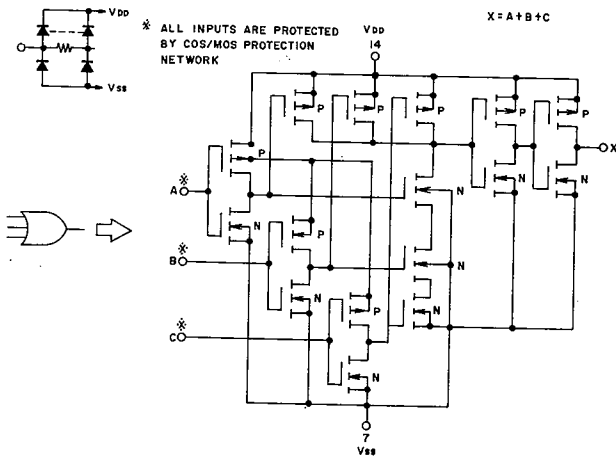 VDD
VSS
※ ALL INPUTS ARE PROTECTED
BY COS/MOS PROTECTION
NETWORK
X=A+B+C
VDD
14
P
P
P
P
P
P
X
※
A
N
N
N
N
P
※
B
N
N
P
※
C
N
N
7
VSS